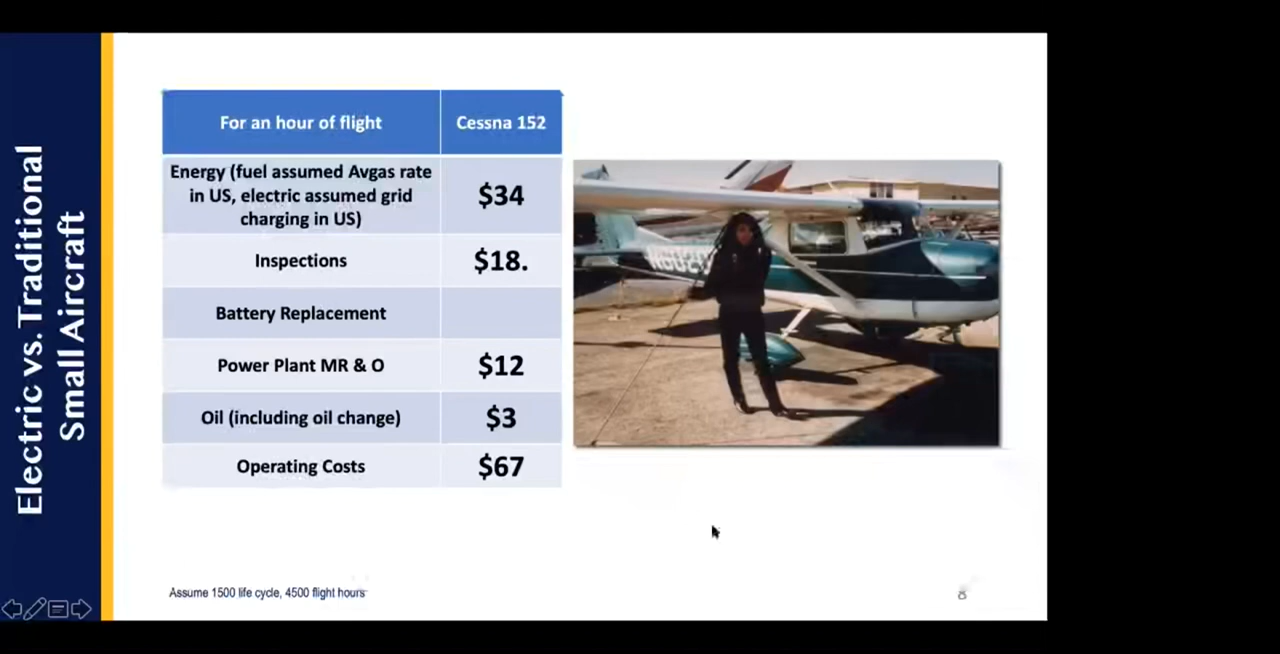 Electric vs. Traditional
Small Aircraft
For an hour of flight
Cessna 152
Energy (fuel assumed Avgas rate
in US, electric assumed grid
charging in US)
$34
Inspections
$18.
Battery Replacement
Power Plant MR & O
$12
Oil (including oil change)
$3
Operating Costs
$67
Assume 1500 life cycle, 4500 flight hours